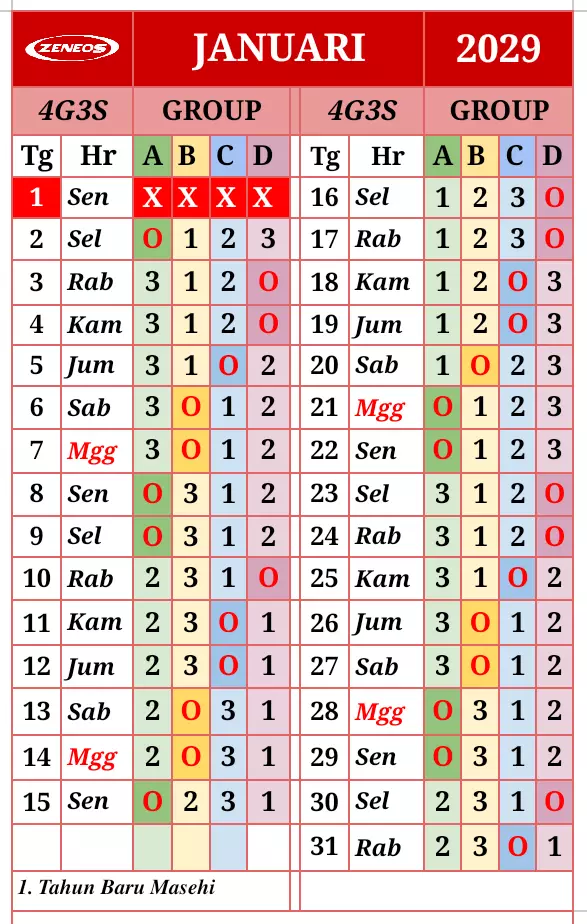 ZENEOS JANUARI 2029
4G3S GROUP 4G3S GROUP
Tg Hr A B C D Tg Hr A B C D
1 Sen X X X X 16 Sel 1 2 3 O
2 Sel O 1 2 3 17 Rab 1 2 3 O
3 Rab 3 1 2 O 18 Kam 1 2 O 3
4 Kam 3 1 2 O 19 Jum 1 2 O 3
5 Jum 3 1 O 2 20 Sab 1 O 2 3
6 Sab 3 O 1 2 21 Mgg O 1 2 3
7 Mgg 3 O 1 2 22 Sen O 1 2 3
8 Sen O 3 1 2 23 Sel 3 1 2 O
9 Sel O 3 1 2 24 Rab 3 1 2 O
10 Rab 2 3 1 O 25 Kam 3 1 O 2
11 Kam 2 3 O 1 26 Jum 3 O 1 2
12 Jum 2 3 O 1 27 Sab 3 O 1 2
13 Sab 2 O 3 1 28 Mgg O 3 1 2
14 Mgg 2 O 3 1 29 Sen O 3 1 2
15 Sen O 2 3 1 30 Sel 2 3 1 O
31 Rab 2 3 O 1
1. Tahun Baru Masehi